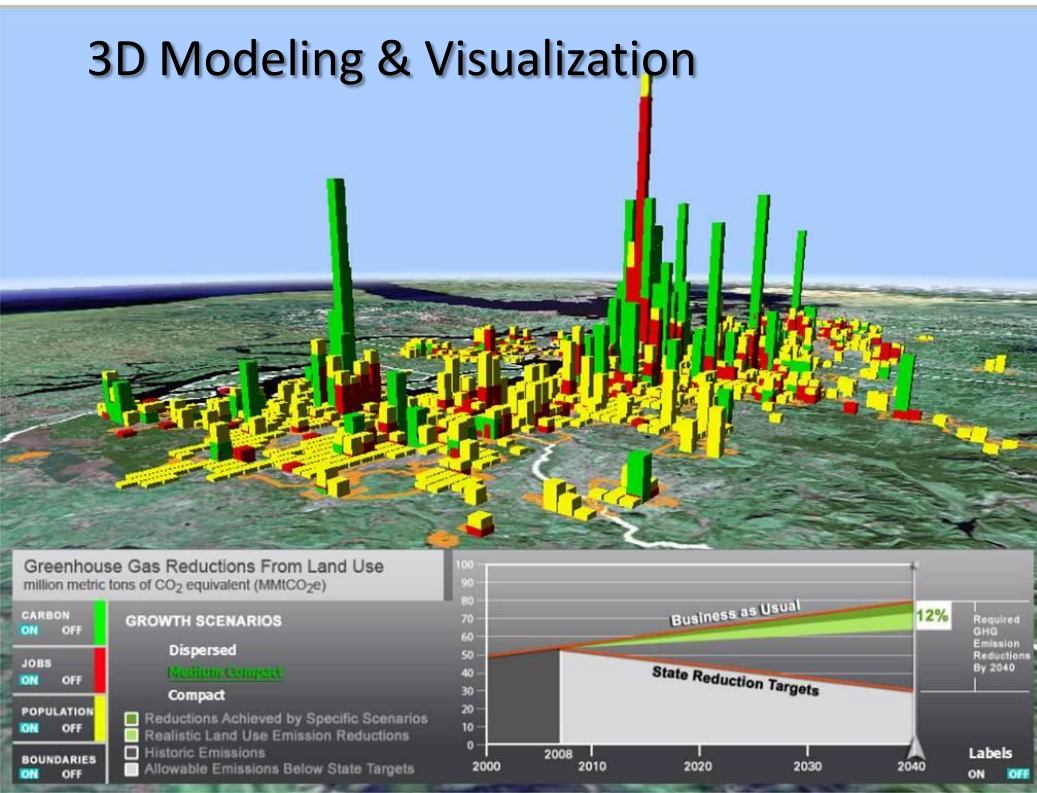 3D Modeling & Visualization
Greenhouse Gas Reductions From Land Use
million metric tons of CO2 equivalent (MMtCO2e)
CARBON
ON OFF
JOBS
ON OFF
POPULATION
ON OFF
BOUNDARIES
ON OFF
GROWTH SCENARIOS
Dispersed
Medium Compact
Compact
Reductions Achieved by Specific Scenarios
Realistic Land Use Emission Reductions
Historic Emissions
Allowable Emissions Below State Targets
100
90
80
70
60
50
40
30
20
10
0
Business as Usual
State Reduction Targets
2000
2008
2010
2020
2030
2040
12%
Required
GHG
Emission
Reductions
By 2040
Labels
ON OFF